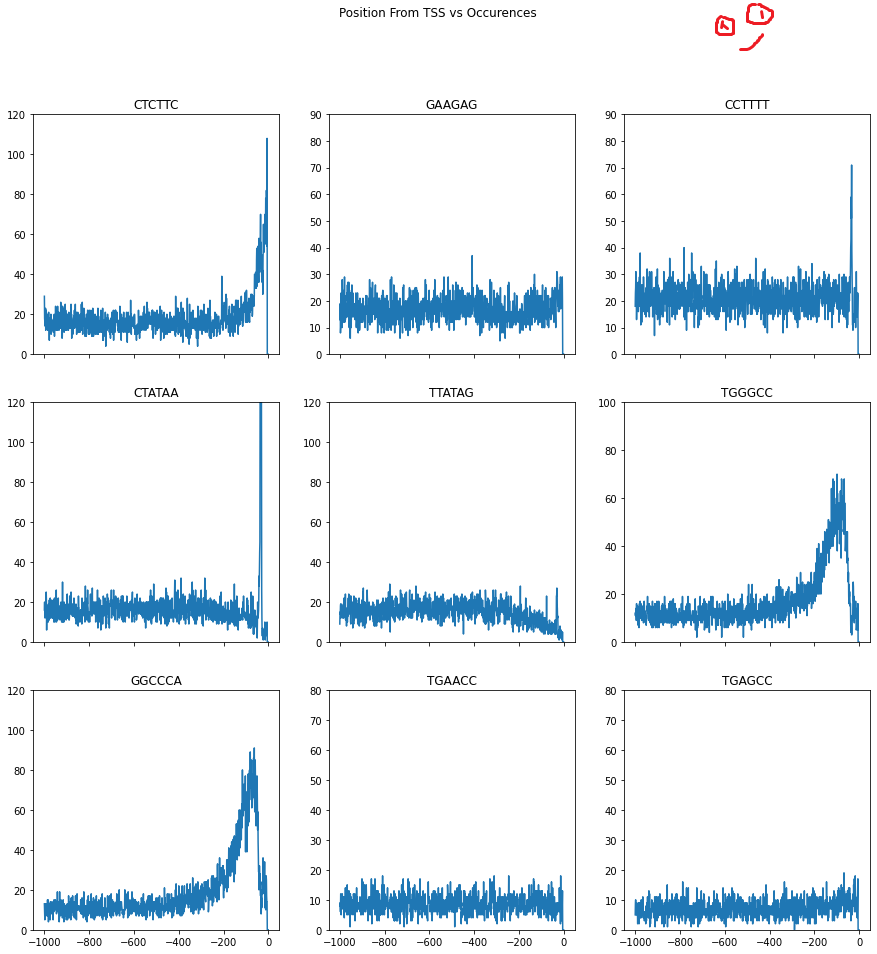 Position From TSS vs Occurences
CTCTTC GAAGAG CCTTTT
120 90 90
100 80 80
80 70 70
60 60 60
40 50 50
20 40 40
0 30 30
20 20
10 10
0 0
CTATAA TTATAG TGGGCC
120 120 100
100 100 80
80 80 60
60 60 40
40 40 20
20 20 0
0 0
GGCCCA TGAACC TGAGCC
120 80 80
100 70 70
80 60 60
60 50 50
40 40 40
20 30 30
0 20 20
10 10
0 0
−1000 −800 −600 −400 −200 0 −1000 −800 −600 −400 −200 0 −1000 −800 −600 −400 −200 0